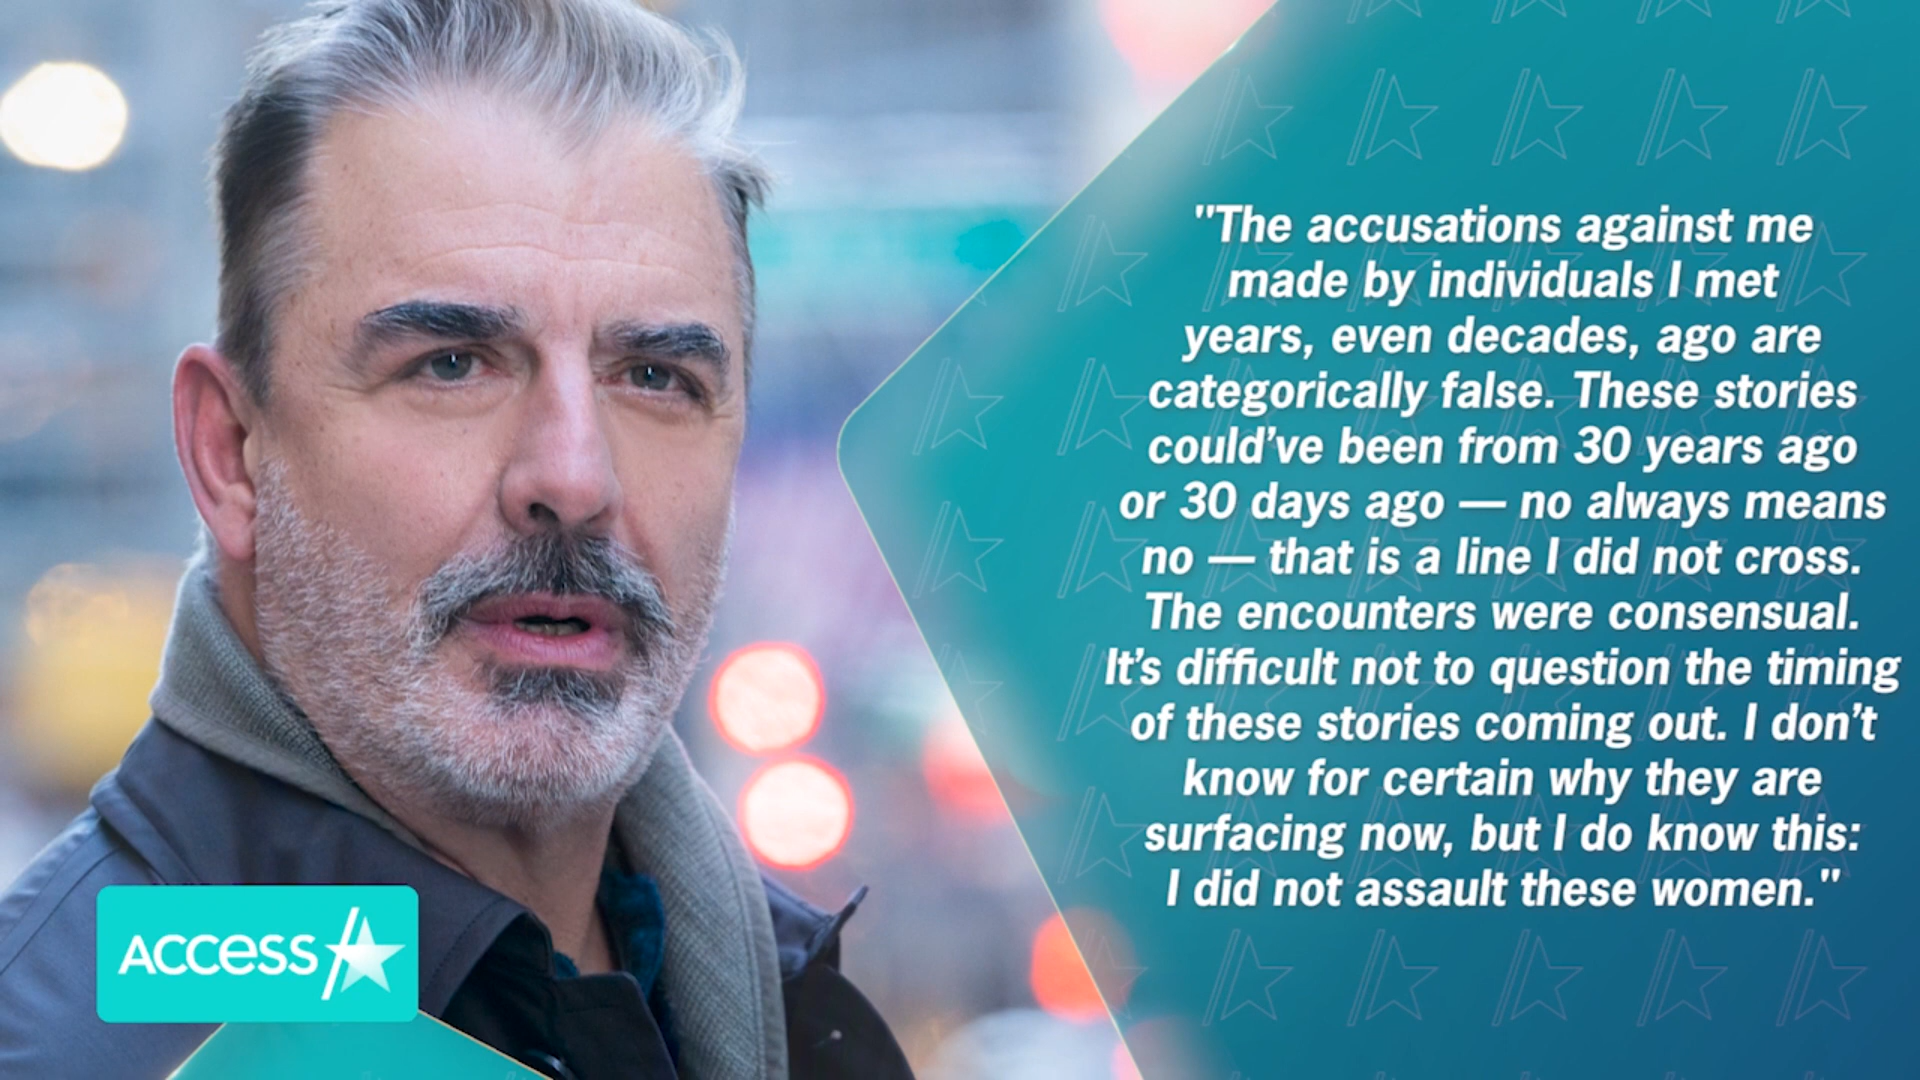 "The accusations against me
made by individuals I met
years, even decades, ago are
categorically false. These stories
could've been from 30 years ago
or 30 days ago — no always means
no — that is a line I did not cross.
The encounters were consensual.
It's difficult not to question the timing
of these stories coming out. I don't
know for certain why they are
surfacing now, but I do know this:
I did not assault these women."
ACCESS